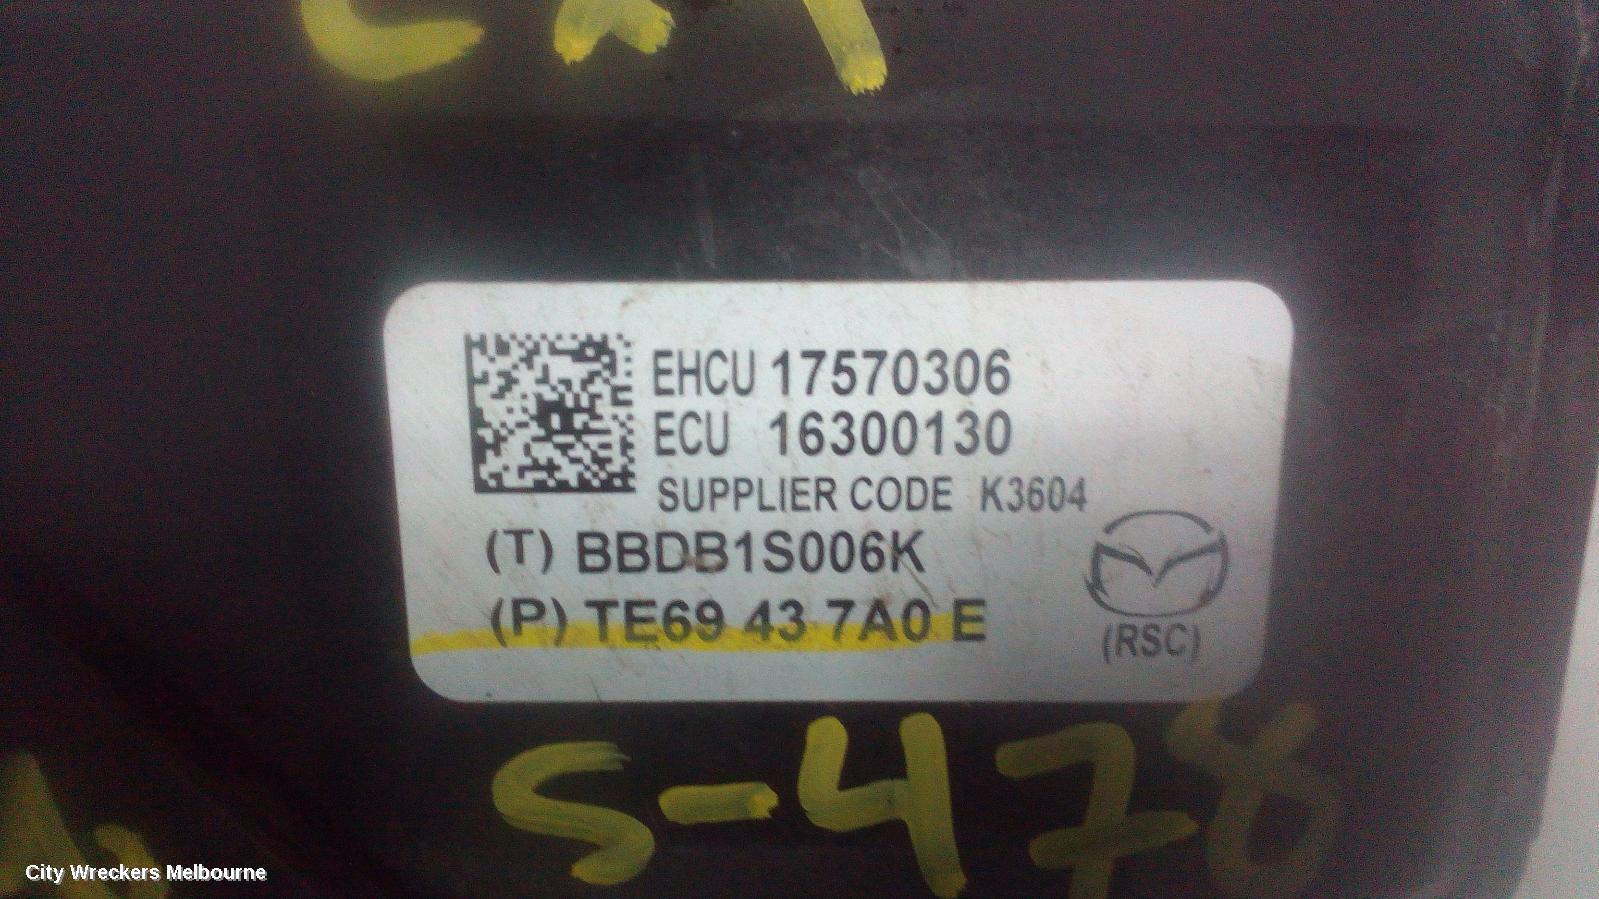 EHCU 17570306
ECU 16300130
SUPPLIER CODE K3604
(T) BBDB1S006K
(P) TE69 43 7A0 E
(RSC)
S-478
City Wreckers Melbourne